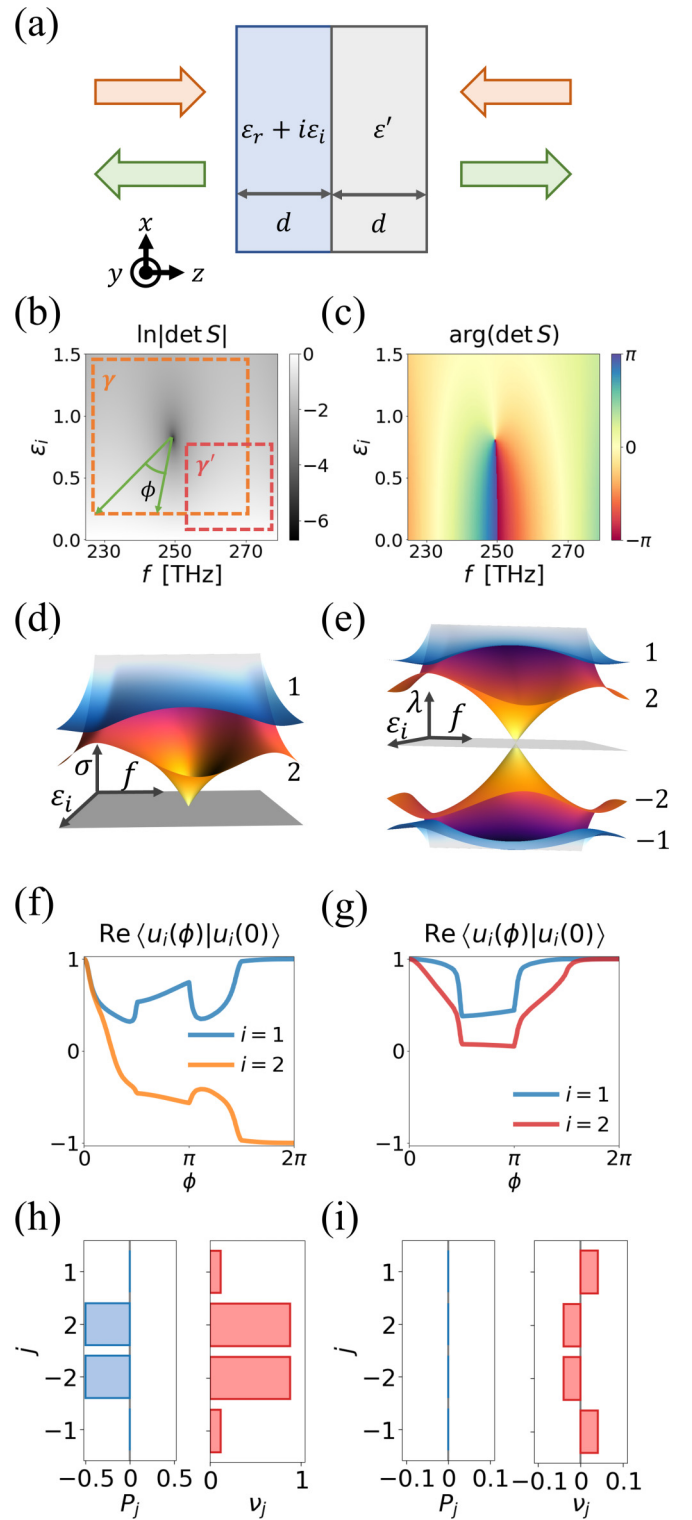 (a)
εᵣ + iεᵢ
ε′
d
d
x
y
z
(b)
(c)
ln|det S|
arg(det S)
1.5
1.0
0.5
0.0
εᵢ
γ
γ′
ϕ
230
250
270
f [THz]
0
−2
−4
−6
εᵢ
1.5
1.0
0.5
0.0
230
250
270
f [THz]
π
0
−π
(d)
(e)
1
2
σ
f
εᵢ
1
2
λ
f
εᵢ
−2
−1
(f)
(g)
Re ⟨uᵢ(ϕ)|uᵢ(0)⟩
Re ⟨uᵢ(ϕ)|uᵢ(0)⟩
1
0
−1
i = 1
i = 2
0
π
2π
ϕ
1
0
−1
i = 1
i = 2
0
π
2π
ϕ
(h)
(i)
j
1
2
−2
−1
−0.5
0
0.5
Pⱼ
0
1
νⱼ
j
1
2
−2
−1
−0.1
0
0.1
Pⱼ
−0.1
0
0.1
νⱼ